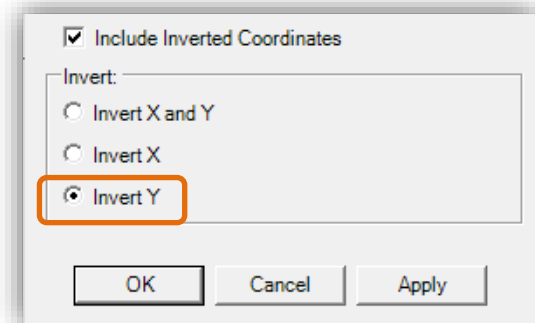 Include Inverted Coordinates
Invert:
Invert X and Y
Invert X
Invert Y
OK Cancel Apply